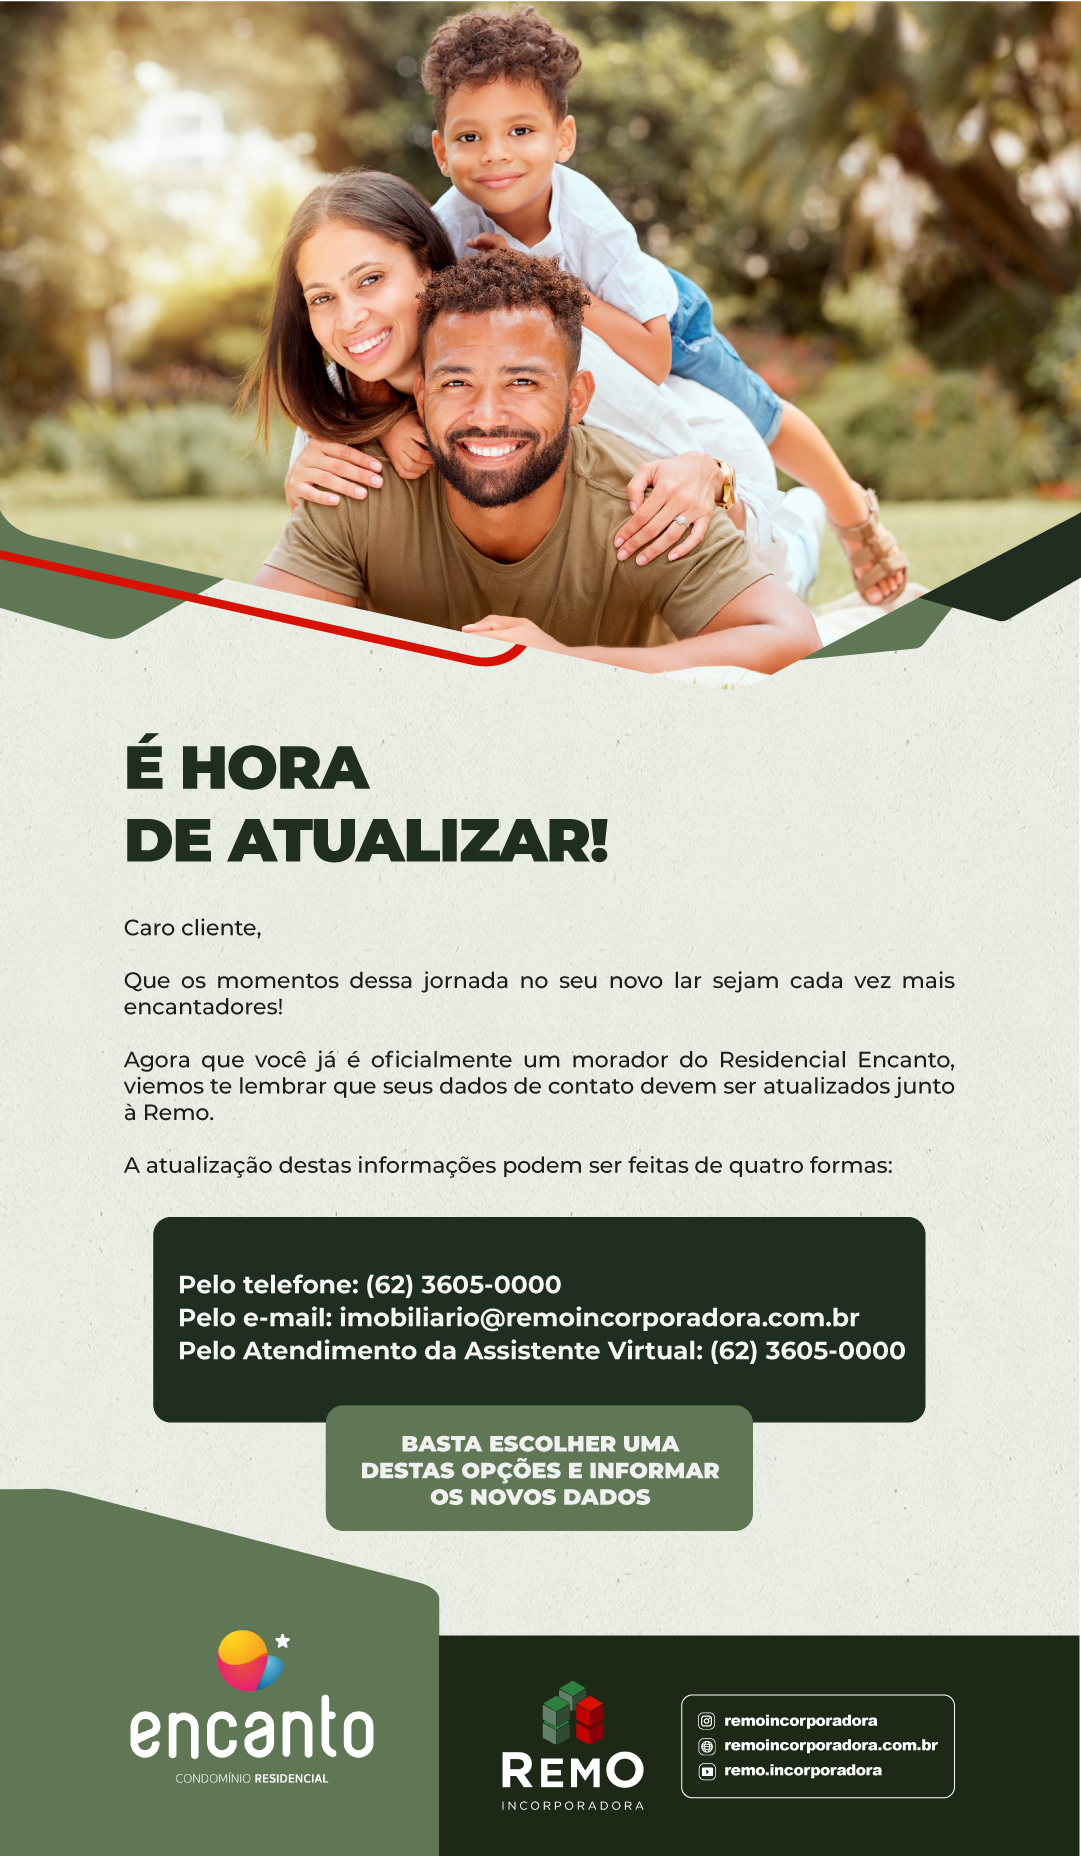 É HORA
DE ATUALIZAR!
Caro cliente,
Que os momentos dessa jornada no seu novo lar sejam cada vez mais
encantadores!
Agora que você já é oficialmente um morador do Residencial Encanto,
viemos te lembrar que seus dados de contato devem ser atualizados junto
à Remo.
A atualização destas informações podem ser feitas de quatro formas:
Pelo telefone: (62) 3605-0000
Pelo e-mail: imobiliario@remoincorporadora.com.br
Pelo Atendimento da Assistente Virtual: (62) 3605-0000
BASTA ESCOLHER UMA
DESTAS OPÇÕES E INFORMAR
OS NOVOS DADOS
encanto
CONDOMÍNIO RESIDENCIAL
REMO
INCORPORADORA
remoincorporadora
remoincorporadora.com.br
remo.incorporadora